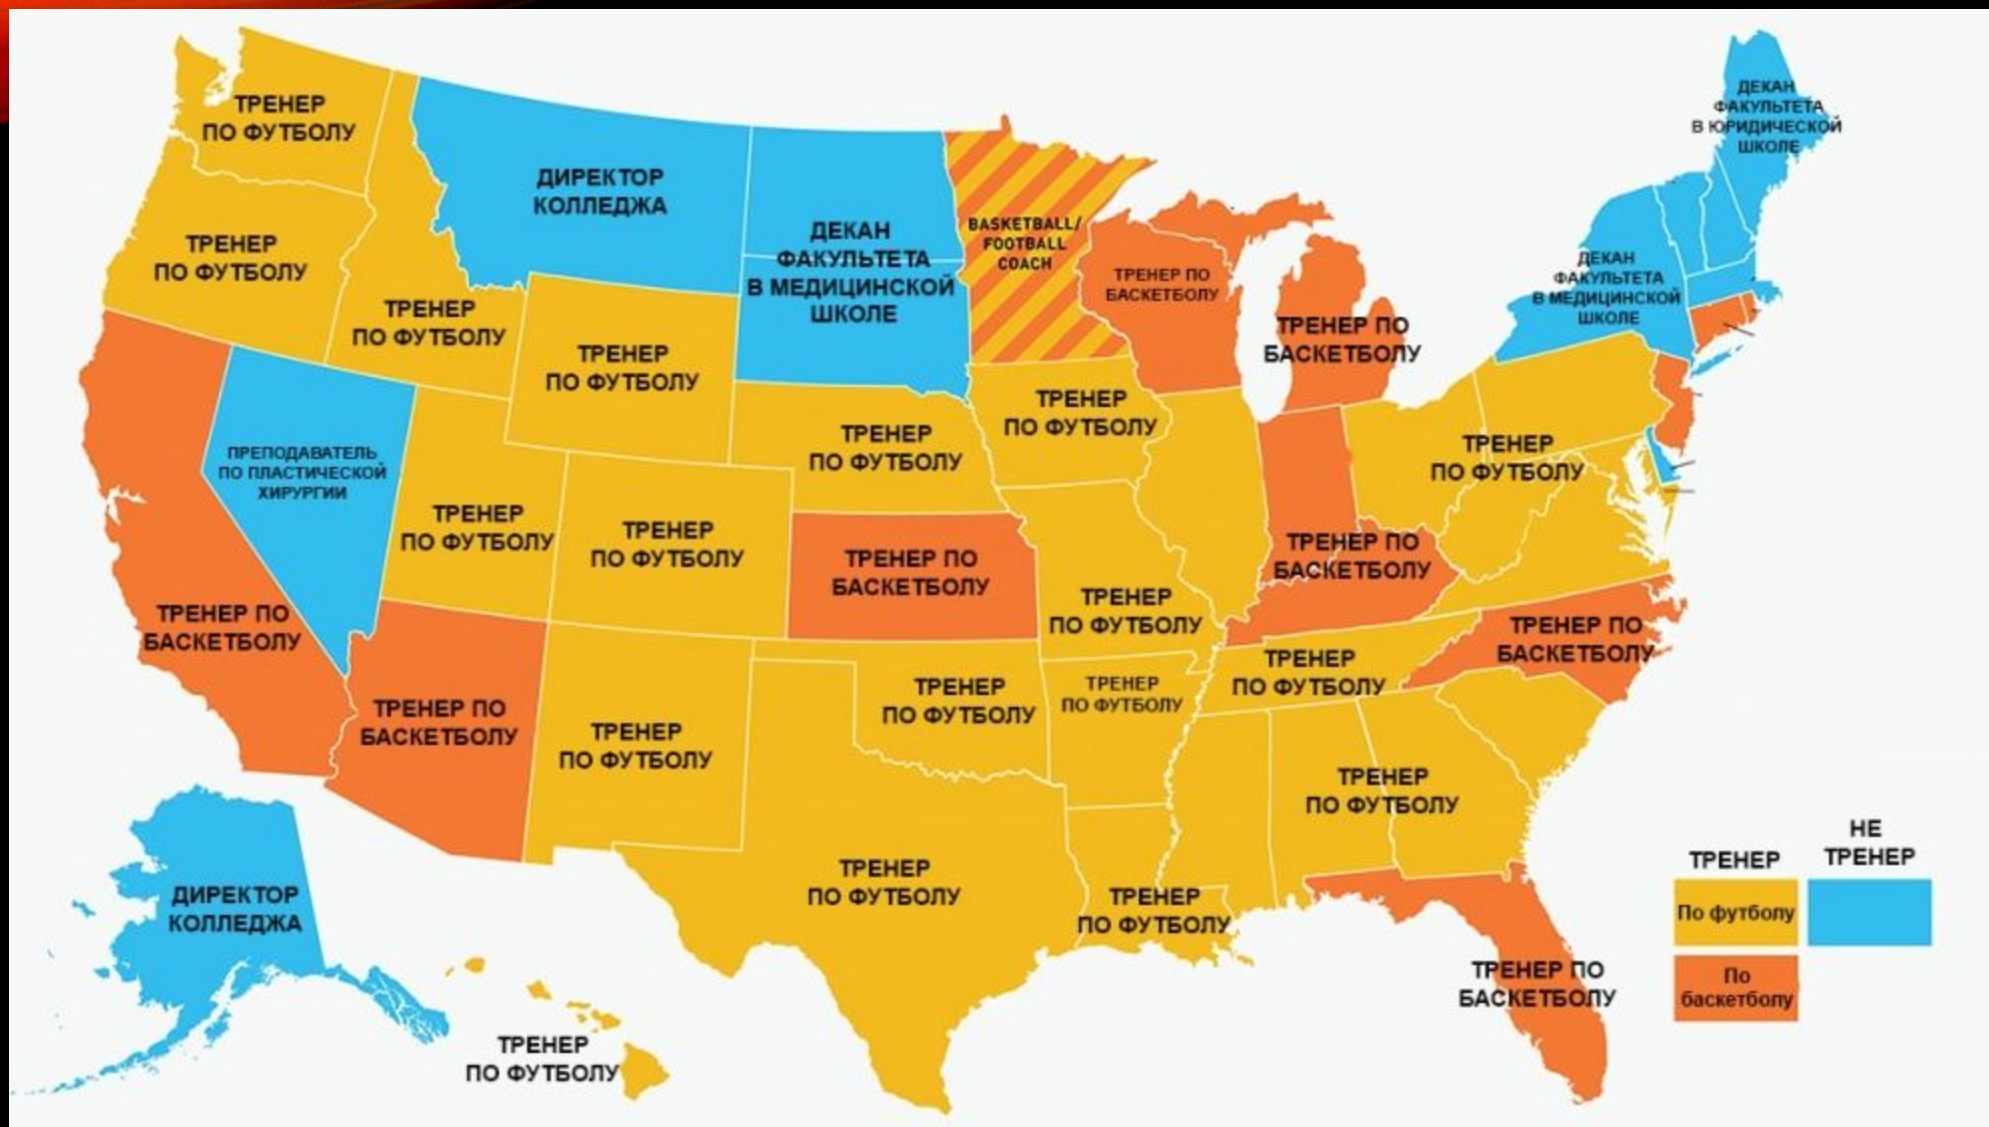 ТРЕНЕР
ПО ФУТБОЛУ
ДИРЕКТОР
КОЛЛЕДЖА
ДЕКАН
ФАКУЛЬТЕТА
В МЕДИЦИНСКОЙ
ШКОЛЕ
BASKETBALL/
FOOTBALL
COACH
ДЕКАН
ФАКУЛЬТЕТА
В ЮРИДИЧЕСКОЙ
ШКОЛЕ
ТРЕНЕР
ПО ФУТБОЛУ
ТРЕНЕР
ПО ФУТБОЛУ
ТРЕНЕР
ПО ФУТБОЛУ
ТРЕНЕР ПО
БАСКЕТБОЛУ
ТРЕНЕР ПО
БАСКЕТБОЛУ
ДЕКАН
ФАКУЛЬТЕТА
В МЕДИЦИНСКОЙ
ШКОЛЕ
ПРЕПОДАВАТЕЛЬ
ПО ПЛАСТИЧЕСКОЙ
ХИРУРГИИ
ТРЕНЕР
ПО ФУТБОЛУ
ТРЕНЕР
ПО ФУТБОЛУ
ТРЕНЕР
ПО ФУТБОЛУ
ТРЕНЕР
ПО ФУТБОЛУ
ТРЕНЕР
ПО ФУТБОЛУ
ТРЕНЕР ПО
БАСКЕТБОЛУ
ТРЕНЕР ПО
БАСКЕТБОЛУ
ТРЕНЕР ПО
БАСКЕТБОЛУ
ТРЕНЕР
ПО ФУТБОЛУ
ТРЕНЕР ПО
БАСКЕТБОЛУ
ТРЕНЕР ПО
БАСКЕТБОЛУ
ТРЕНЕР
ПО ФУТБОЛУ
ТРЕНЕР
ПО ФУТБОЛУ
ТРЕНЕР
ПО ФУТБОЛУ
ТРЕНЕР
ПО ФУТБОЛУ
ТРЕНЕР
ПО ФУТБОЛУ
ТРЕНЕР
ПО ФУТБОЛУ
ТРЕНЕР
ПО ФУТБОЛУ
ДИРЕКТОР
КОЛЛЕДЖА
ТРЕНЕР
ПО ФУТБОЛУ
ТРЕНЕР
ПО ФУТБОЛУ
ТРЕНЕР ПО
БАСКЕТБОЛУ
ТРЕНЕР
НЕ
ТРЕНЕР
По футболу
По
баскетболу